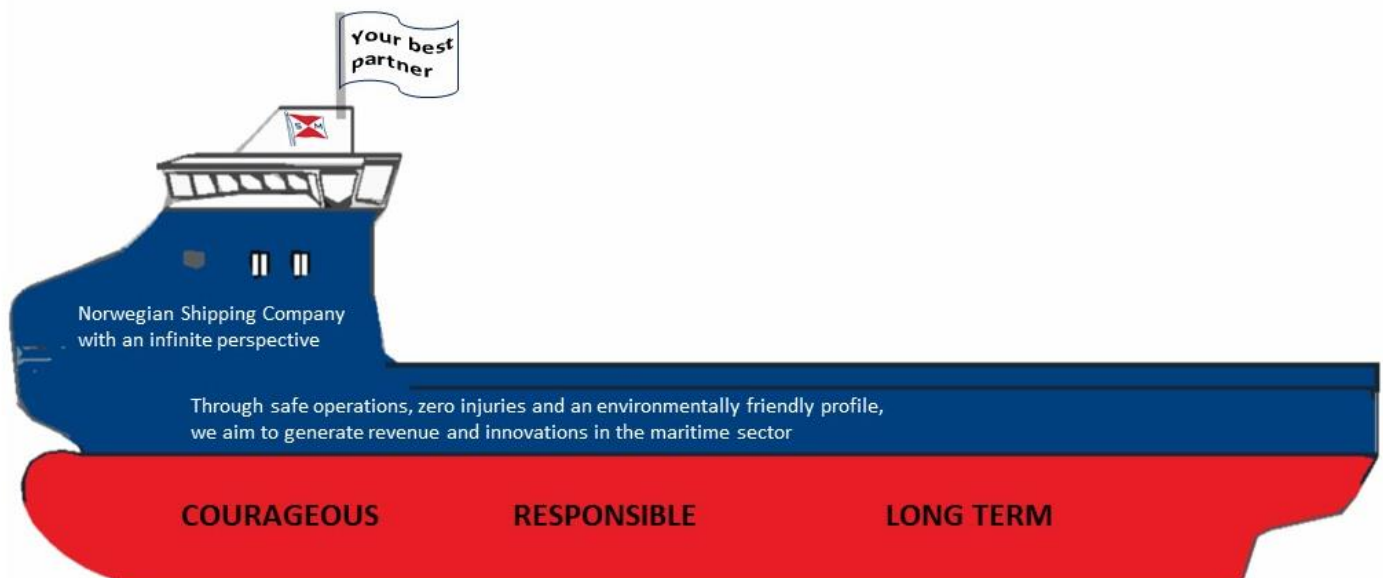 Your best
partner
S M
Norwegian Shipping Company
with an infinite perspective
Through safe operations, zero injuries and an environmentally friendly profile,
we aim to generate revenue and innovations in the maritime sector
COURAGEOUS RESPONSIBLE LONG TERM